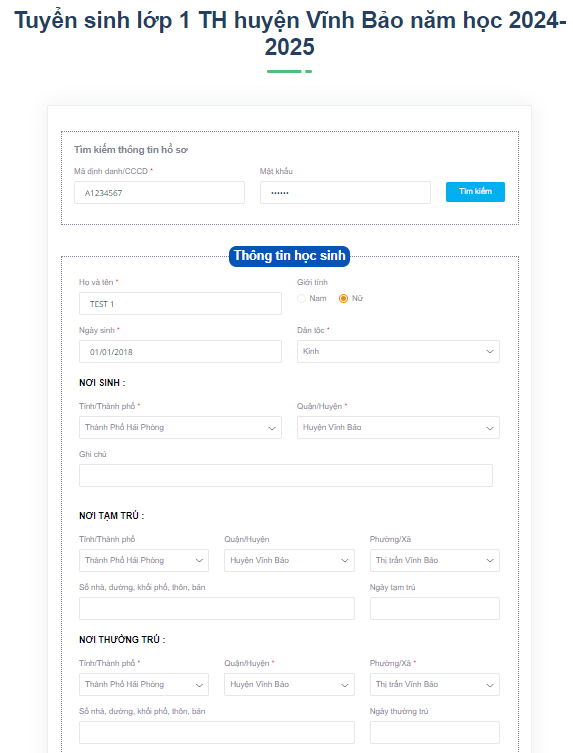 Tuyển sinh lớp 1 TH huyện Vĩnh Bảo năm học 2024-
2025
Tìm kiếm thông tin hồ sơ
Mã định danh/CCCD *
Mật khẩu
A1234567
••••••
Tìm kiếm
Thông tin học sinh
Họ và tên *
Giới tính
TEST 1
Nam
Nữ
Ngày sinh *
Dân tộc *
01/01/2018
Kinh
NƠI SINH :
Tỉnh/Thành phố *
Quận/Huyện *
Thành Phố Hải Phòng
Huyện Vĩnh Bảo
Ghi chú
NƠI TẠM TRÚ :
Tỉnh/Thành phố
Quận/Huyện
Phường/Xã
Thành Phố Hải Phòng
Huyện Vĩnh Bảo
Thị trấn Vĩnh Bảo
Số nhà, đường, khối phố, thôn, bản
Ngày tạm trú
NƠI THƯỜNG TRÚ :
Tỉnh/Thành phố *
Quận/Huyện *
Phường/Xã *
Thành Phố Hải Phòng
Huyện Vĩnh Bảo
Thị trấn Vĩnh Bảo
Số nhà, đường, khối phố, thôn, bản
Ngày thường trú